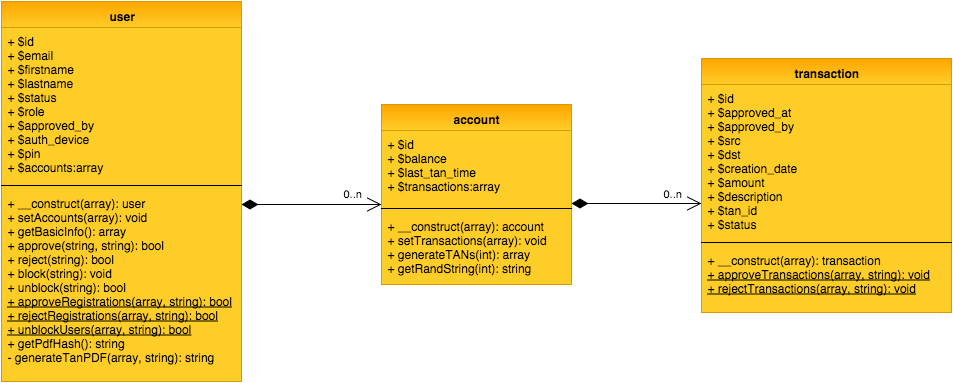 user
+ $id
+ $email
+ $firstname
+ $lastname
+ $status
+ $role
+ $approved_by
+ $auth_device
+ $pin
+ $accounts:array
+ __construct(array): user
+ setAccounts(array): void
+ getBasicInfo(): array
+ approve(string, string): bool
+ reject(string): bool
+ block(string): void
+ unblock(string): bool
+ approveRegistrations(array, string): bool
+ rejectRegistrations(array, string): bool
+ unblockUsers(array, string): bool
+ getPdfHash(): string
- generateTanPDF(array, string): string
0..n
account
+ $id
+ $balance
+ $last_tan_time
+ $transactions:array
+ __construct(array): account
+ setTransactions(array): void
+ generateTANs(int): array
+ getRandString(int): string
0..n
transaction
+ $id
+ $approved_at
+ $approved_by
+ $src
+ $dst
+ $creation_date
+ $amount
+ $description
+ $tan_id
+ $status
+ __construct(array): transaction
+ approveTransactions(array, string): void
+ rejectTransactions(array, string): void